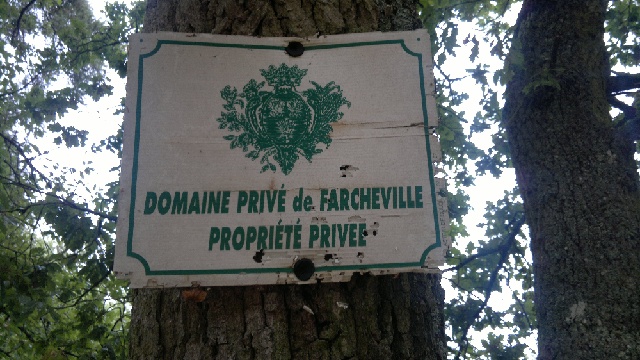 DOMAINE PRIVÉ de FARCHEVILLE
PROPRIÉTÉ PRIVEE